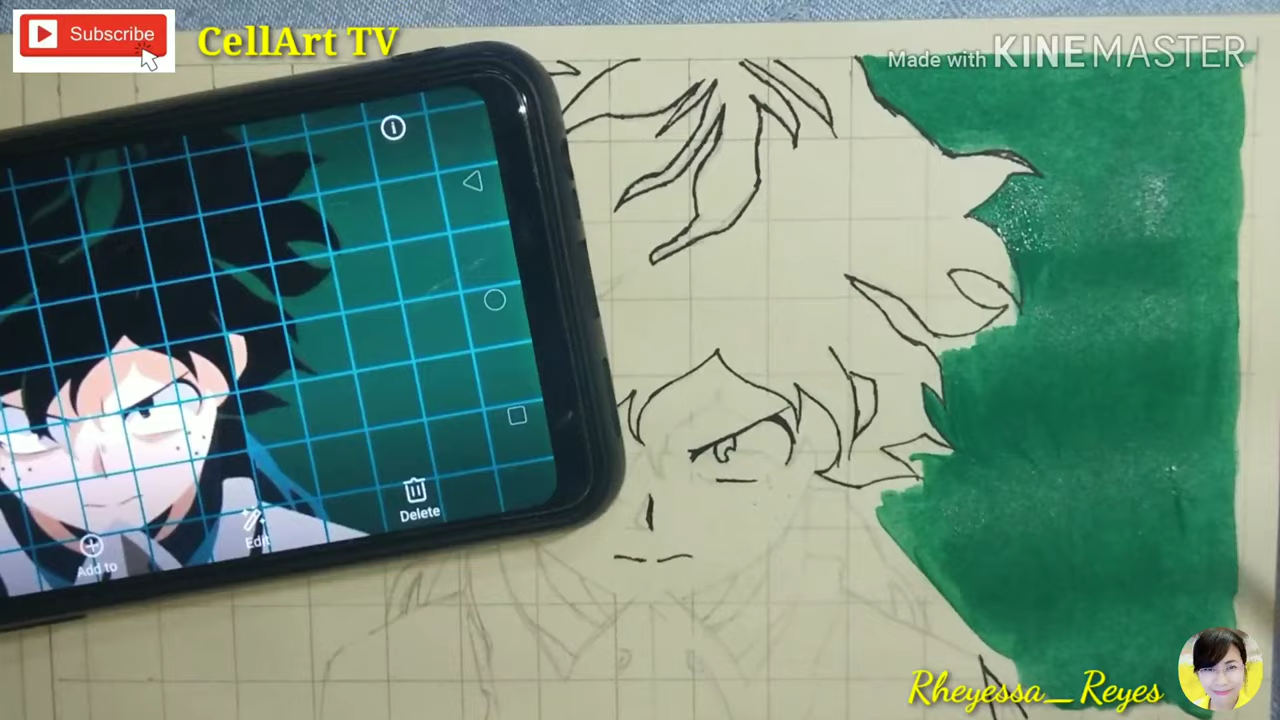 Subscribe
CellArt TV
Made with KINEMASTER
Delete
Edit
Add to
Rheyessa_Reyes